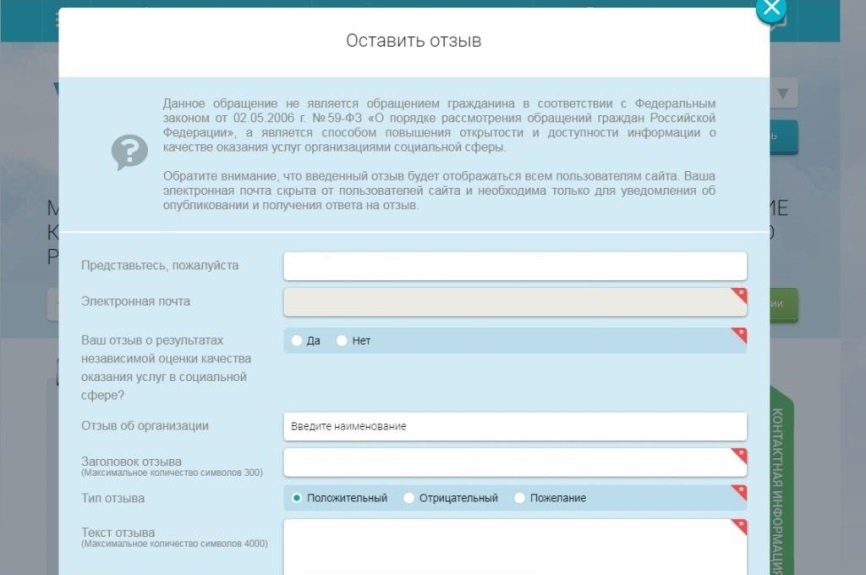 Оставить отзыв
Данное обращение не является обращением гражданина в соответствии с Федеральным
законом от 02.05.2006 г. №59-ФЗ «О порядке рассмотрения обращений граждан Российской
Федерации», а является способом повышения открытости и доступности информации о
качестве оказания услуг организациями социальной сферы.
Обратите внимание, что введенный отзыв будет отображаться всем пользователям сайта. Ваша
электронная почта скрыта от пользователей сайта и необходима только для уведомления об
опубликовании и получения ответа на отзыв.
Представьтесь, пожалуйста
Электронная почта
Ваш отзыв о результатах
независимой оценки качества
оказания услуг в социальной
сфере?
Да Нет
Отзыв об организации
Введите наименование
Заголовок отзыва
(Максимальное количество символов 300)
Тип отзыва
Положительный Отрицательный Пожелание
Текст отзыва
(Максимальное количество символов 4000)
КОНТАКТНАЯ ИНФОРМАЦИЯ